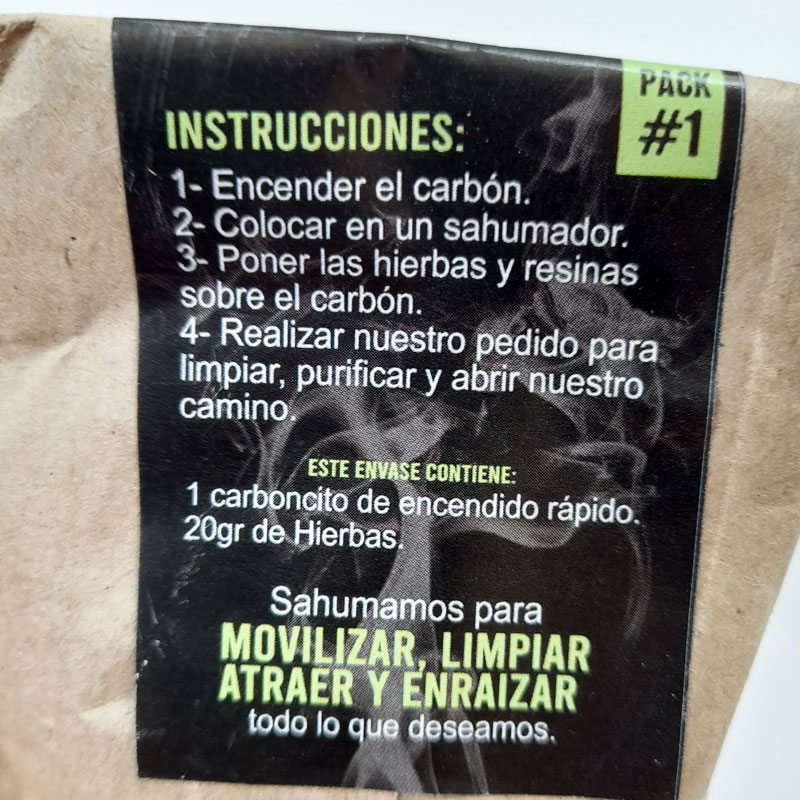 PACK
#1
INSTRUCCIONES:
1- Encender el carbón.
2- Colocar en un sahumador.
3- Poner las hierbas y resinas
sobre el carbón.
4- Realizar nuestro pedido para
limpiar, purificar y abrir nuestro
camino.
ESTE ENVASE CONTIENE:
1 carboncito de encendido rápido.
20gr de Hierbas.
Sahumamos para
MOVILIZAR, LIMPIAR
ATRAER Y ENRAIZAR
todo lo que deseamos.